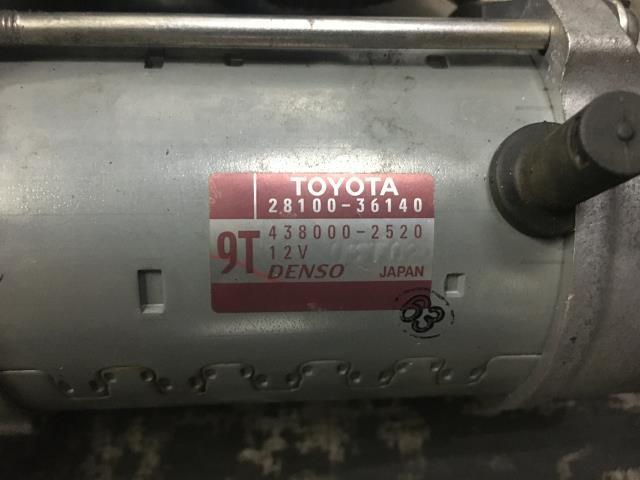 TOYOTA
28100-36140
9T
438000-2520
12V
DENSO JAPAN